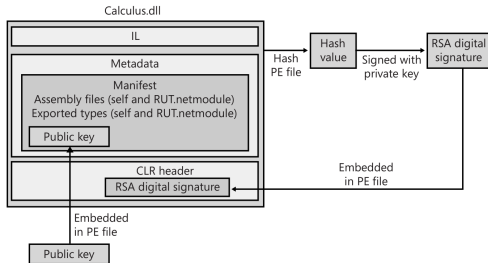 Calculus.dll
IL
Metadata
Manifest
Assembly files (self and RUT.netmodule)
Exported types (self and RUT.netmodule)
Public key
CLR header
RSA digital signature
Hash
PE file
Hash
value
Signed with
private key
RSA digital
signature
Embedded
in PE file
Embedded
in PE file
Public key